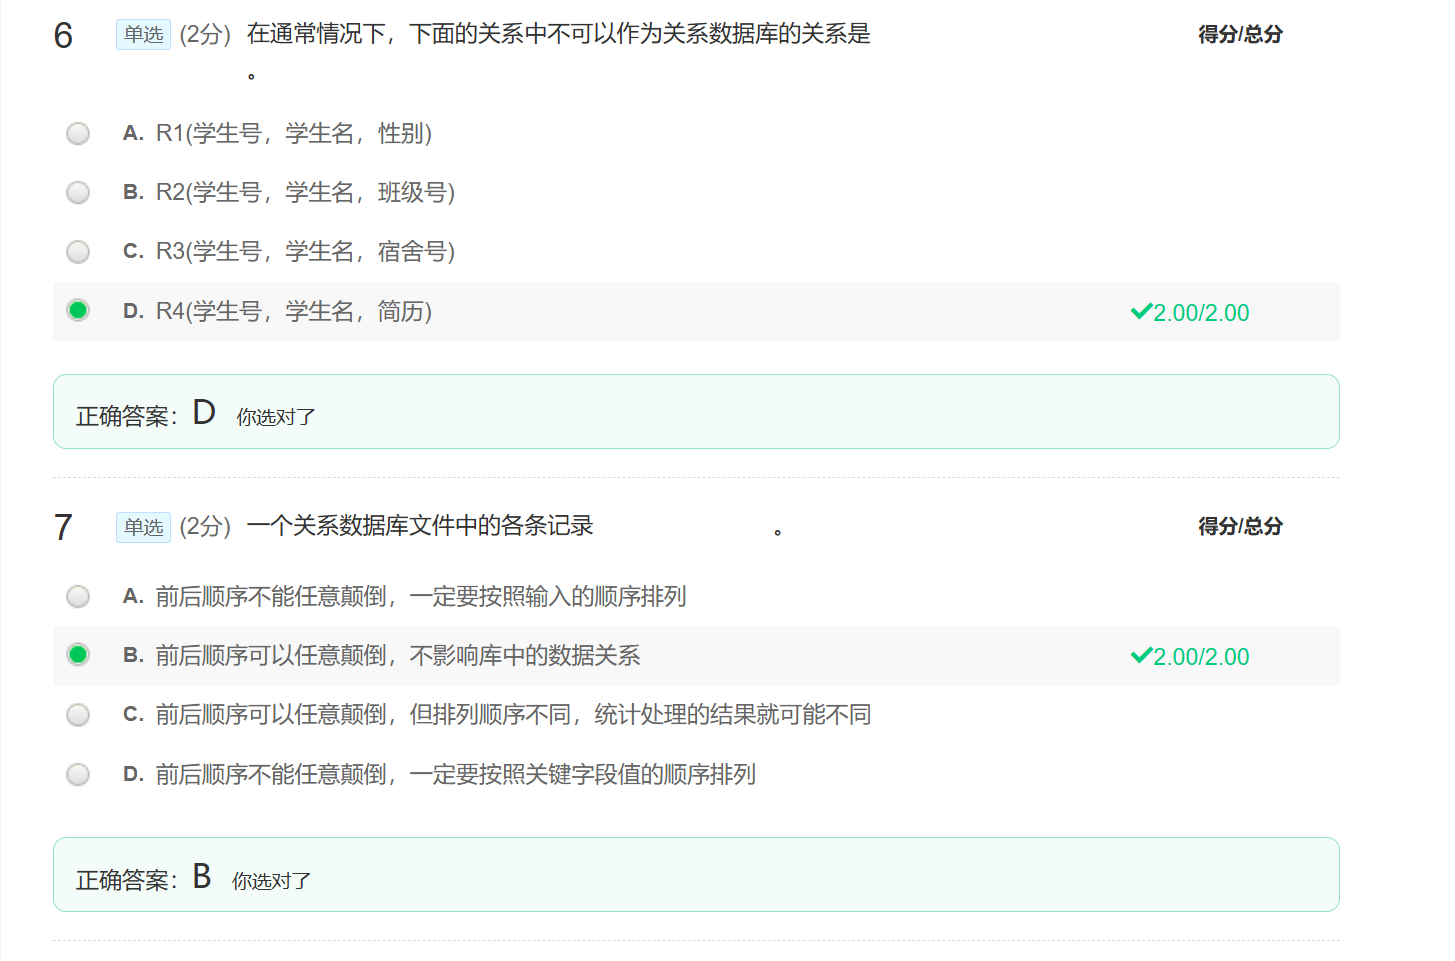 6 单选 (2分) 在通常情况下，下面的关系中不可以作为关系数据库的关系是 得分/总分
。
A. R1(学生号，学生名，性别)
B. R2(学生号，学生名，班级号)
C. R3(学生号，学生名，宿舍号)
D. R4(学生号，学生名，简历) 2.00/2.00
正确答案：D 你选对了
7 单选 (2分) 一个关系数据库文件中的各条记录 。 得分/总分
A. 前后顺序不能任意颠倒，一定要按照输入的顺序排列
B. 前后顺序可以任意颠倒，不影响库中的数据关系 2.00/2.00
C. 前后顺序可以任意颠倒，但排列顺序不同，统计处理的结果就可能不同
D. 前后顺序不能任意颠倒，一定要按照关键字段值的顺序排列
正确答案：B 你选对了